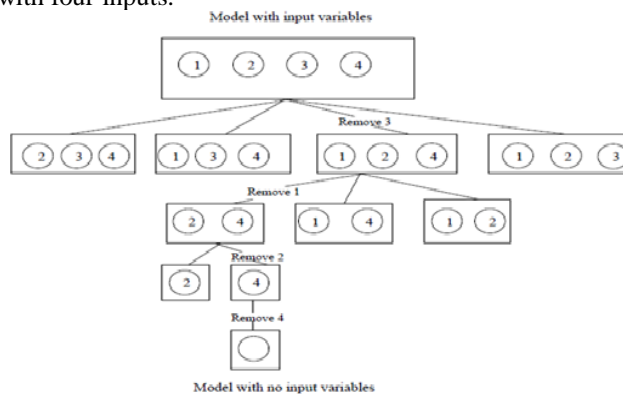 with four inputs.
Model with input variables
1 2 3 4
Remove 3
2 3 4 1 3 4 1 2 4 1 2 3
Remove 1
2 4 1 4 1 2
Remove 2
2 4
Remove 4
Model with no input variables